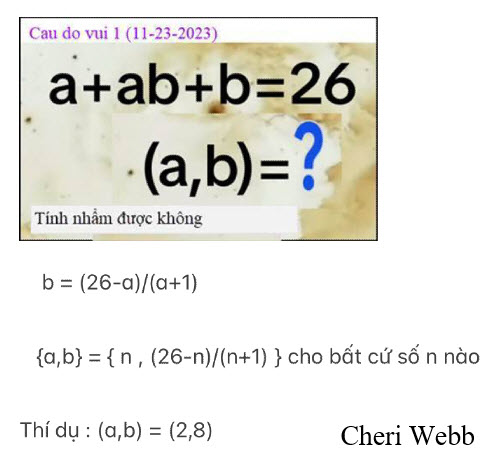 Cau do vui 1 (11-23-2023)
a+ab+b=26
(a,b)=?
Tính nhẩm được không
b = (26-a)/(a+1)
{a,b} = { n , (26-n)/(n+1) } cho bất cứ số n nào
Thí dụ : (a,b) = (2,8)
Cheri Webb